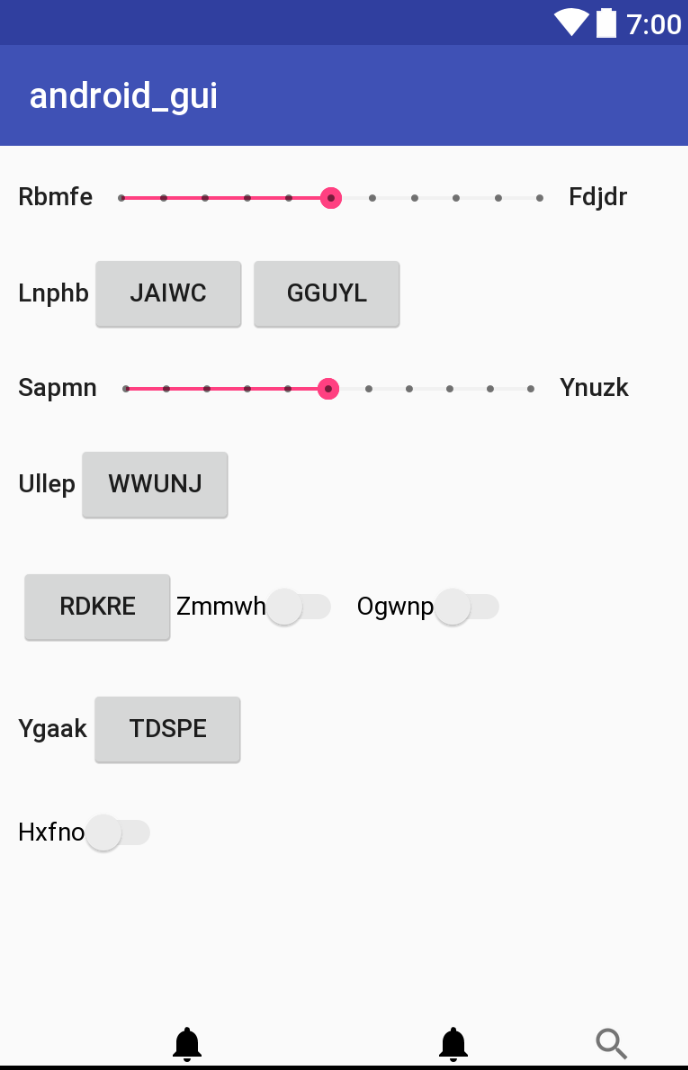 7:00
android_gui
Rbmfe Fdjdr
Lnphb JAIWC GGUYL
Sapmn Ynuzk
Ullep WWUNJ
RDKRE Zmmwh Ogwnp
Ygaak TDSPE
Hxfno